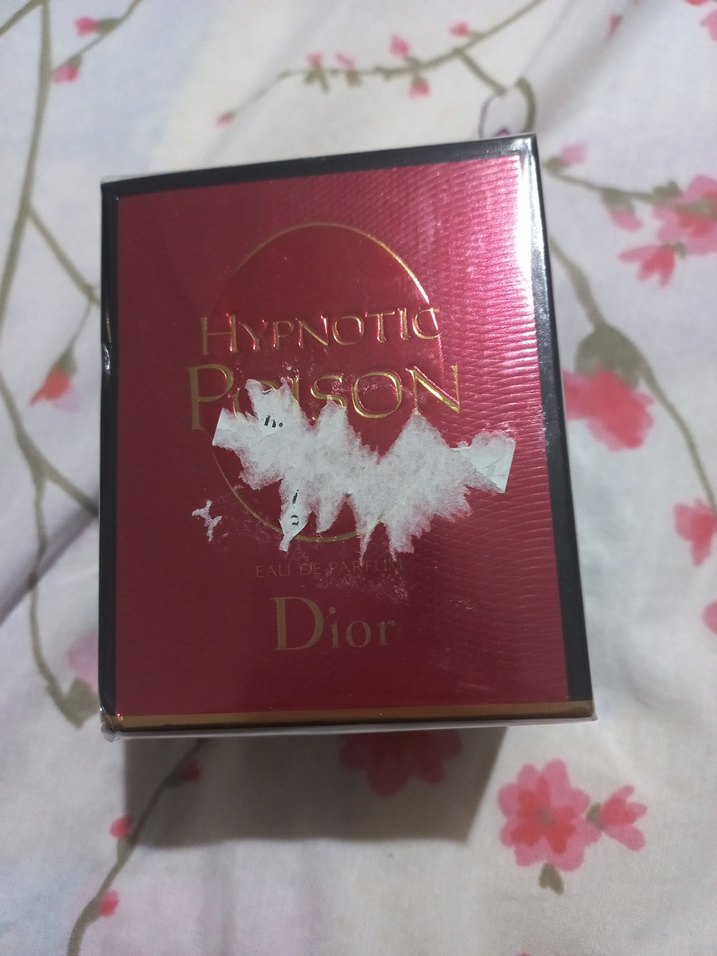 HYPNOTIC
POISON
EAU DE PARFUM
Dior